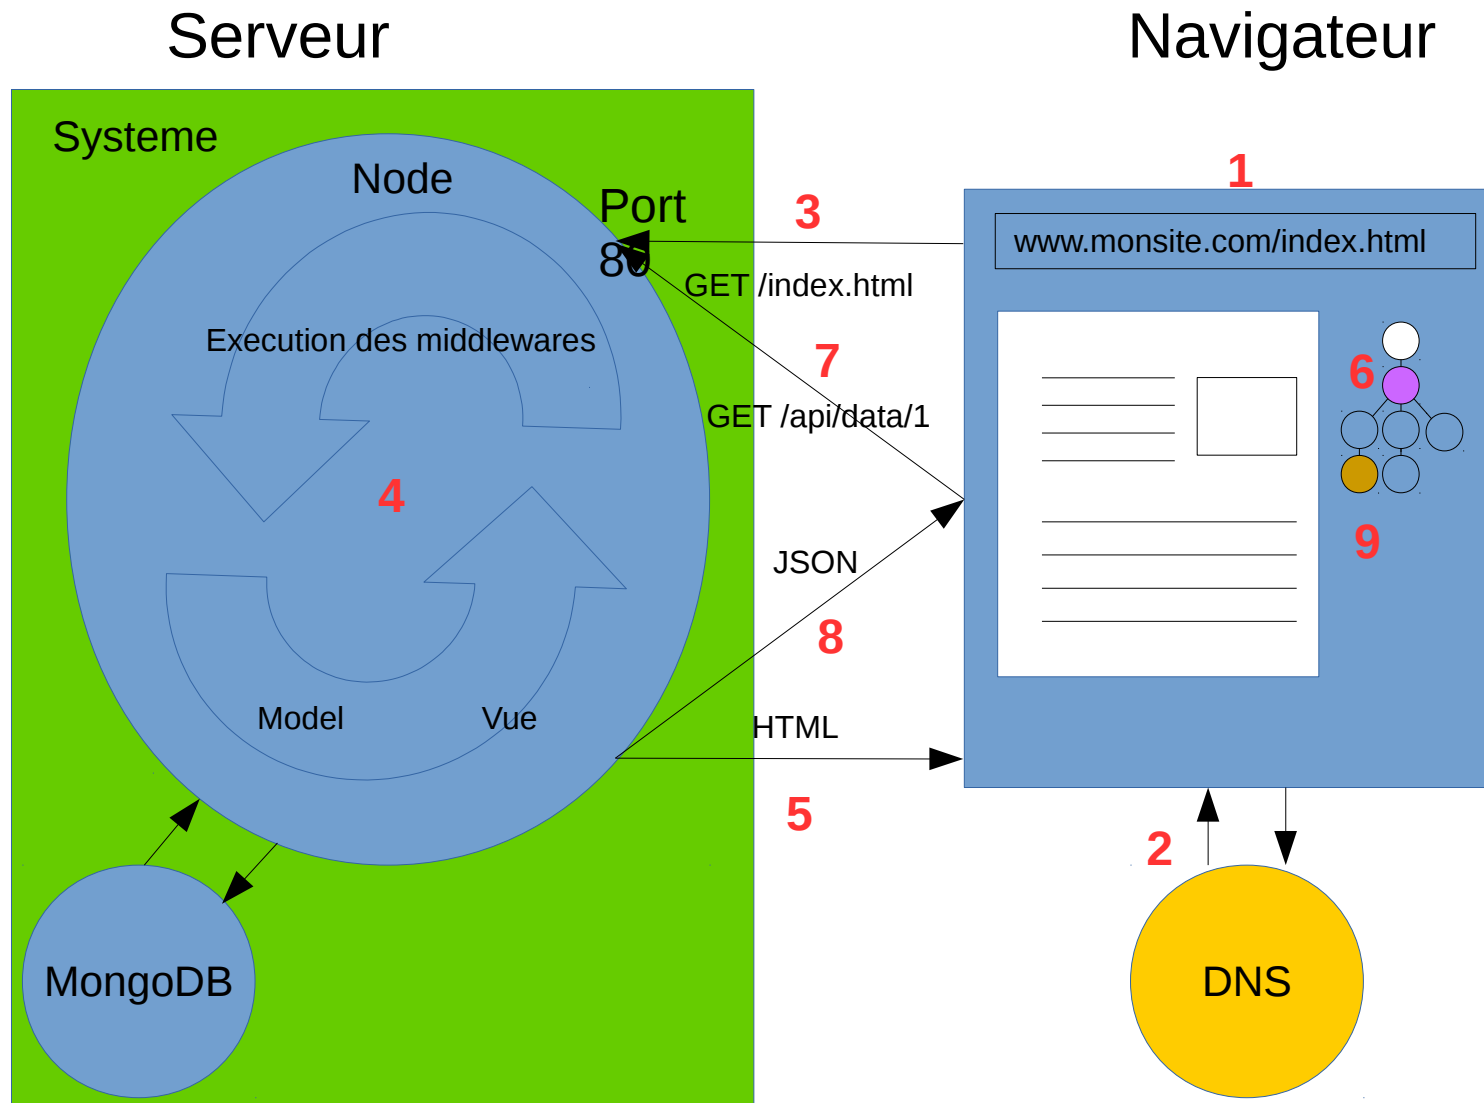 Serveur
Navigateur
Systeme
Node
Port
80
3
1
www.monsite.com/index.html
GET /index.html
Execution des middlewares
7
6
GET /api/data/1
4
9
JSON
8
Model
Vue
HTML
5
2
MongoDB
DNS